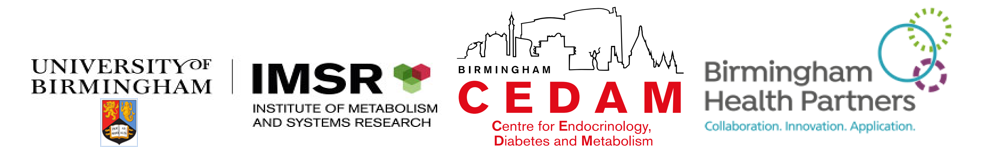 UNIVERSITY OF
BIRMINGHAM
IMSR
INSTITUTE OF METABOLISM
AND SYSTEMS RESEARCH
BIRMINGHAM
CEDAM
Centre for Endocrinology,
Diabetes and Metabolism
Birmingham
Health Partners
Collaboration. Innovation. Application.